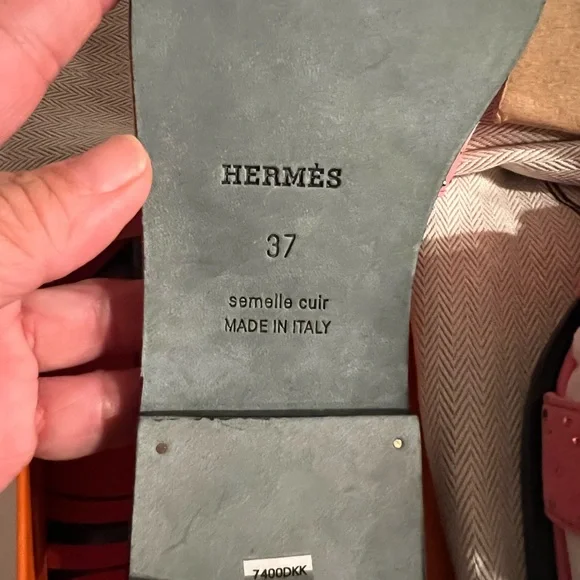 HERMÈS
37
semelle cuir
MADE IN ITALY
7400DKK